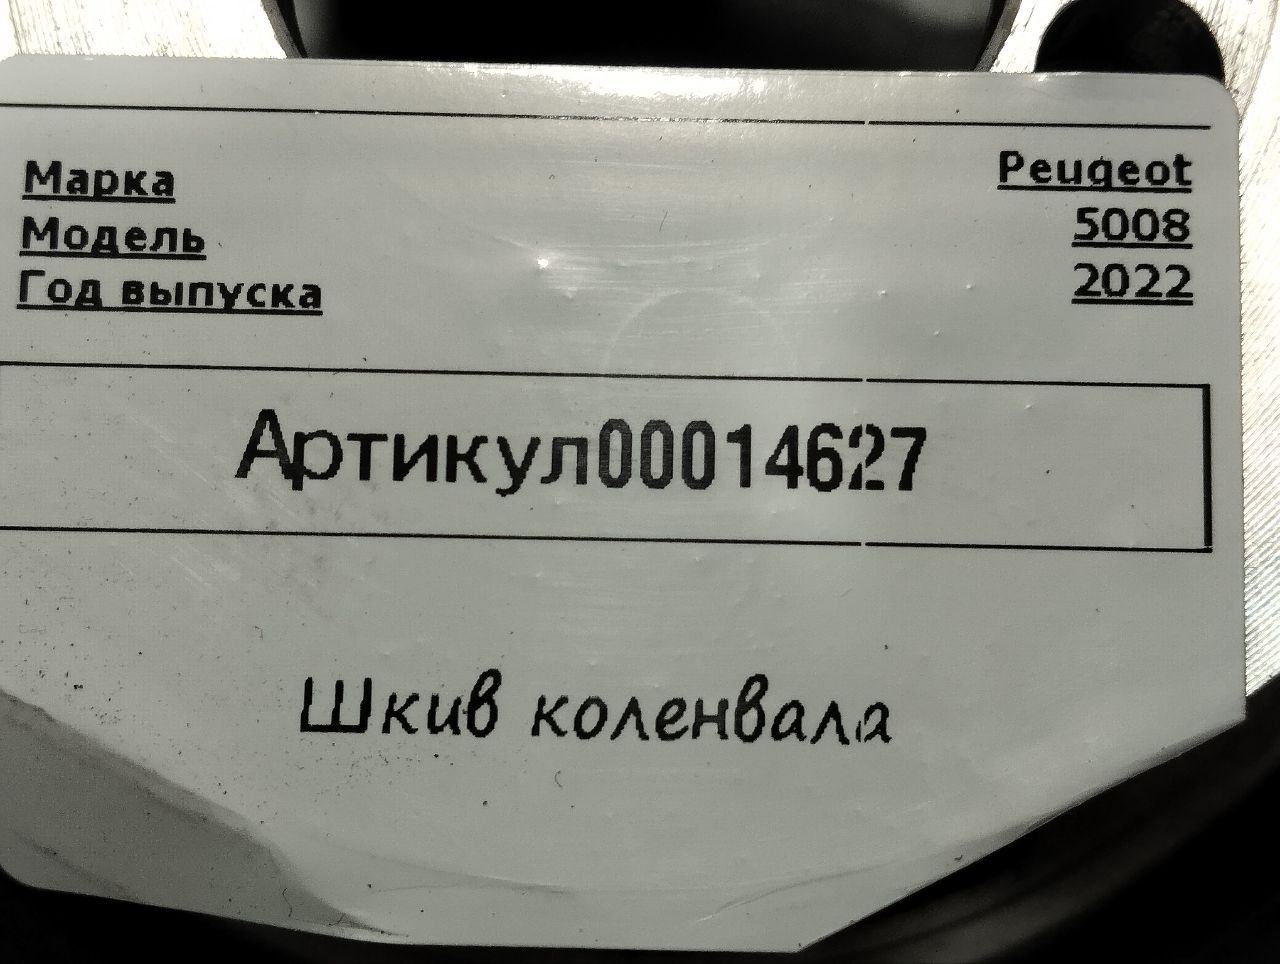 Марка Peugeot
Модель 5008
Год выпуска 2022
Артикул00014627
Шкив коленвала